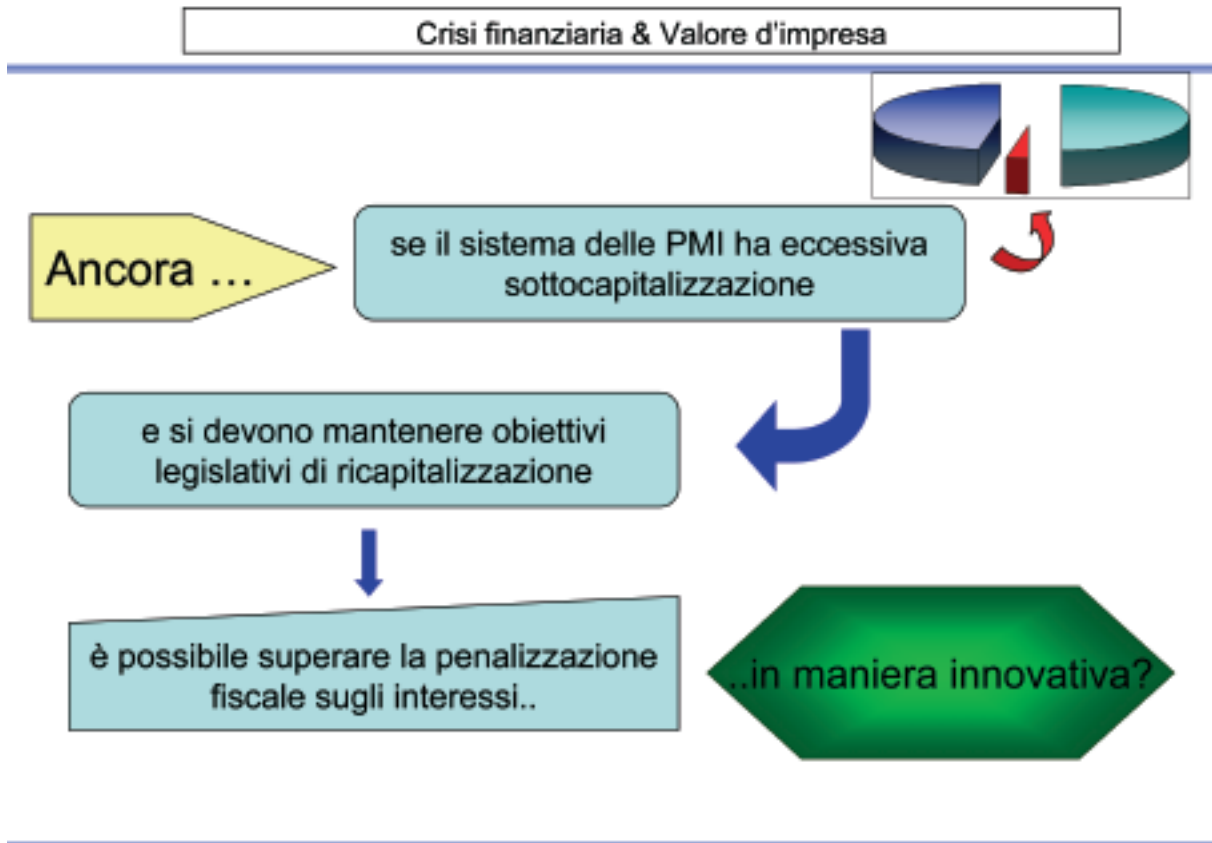 Crisi finanziaria & Valore d'impresa
Ancora …
se il sistema delle PMI ha eccessiva
sottocapitalizzazione
e si devono mantenere obiettivi
legislativi di ricapitalizzazione
è possibile superare la penalizzazione
fiscale sugli interessi..
..in maniera innovativa?